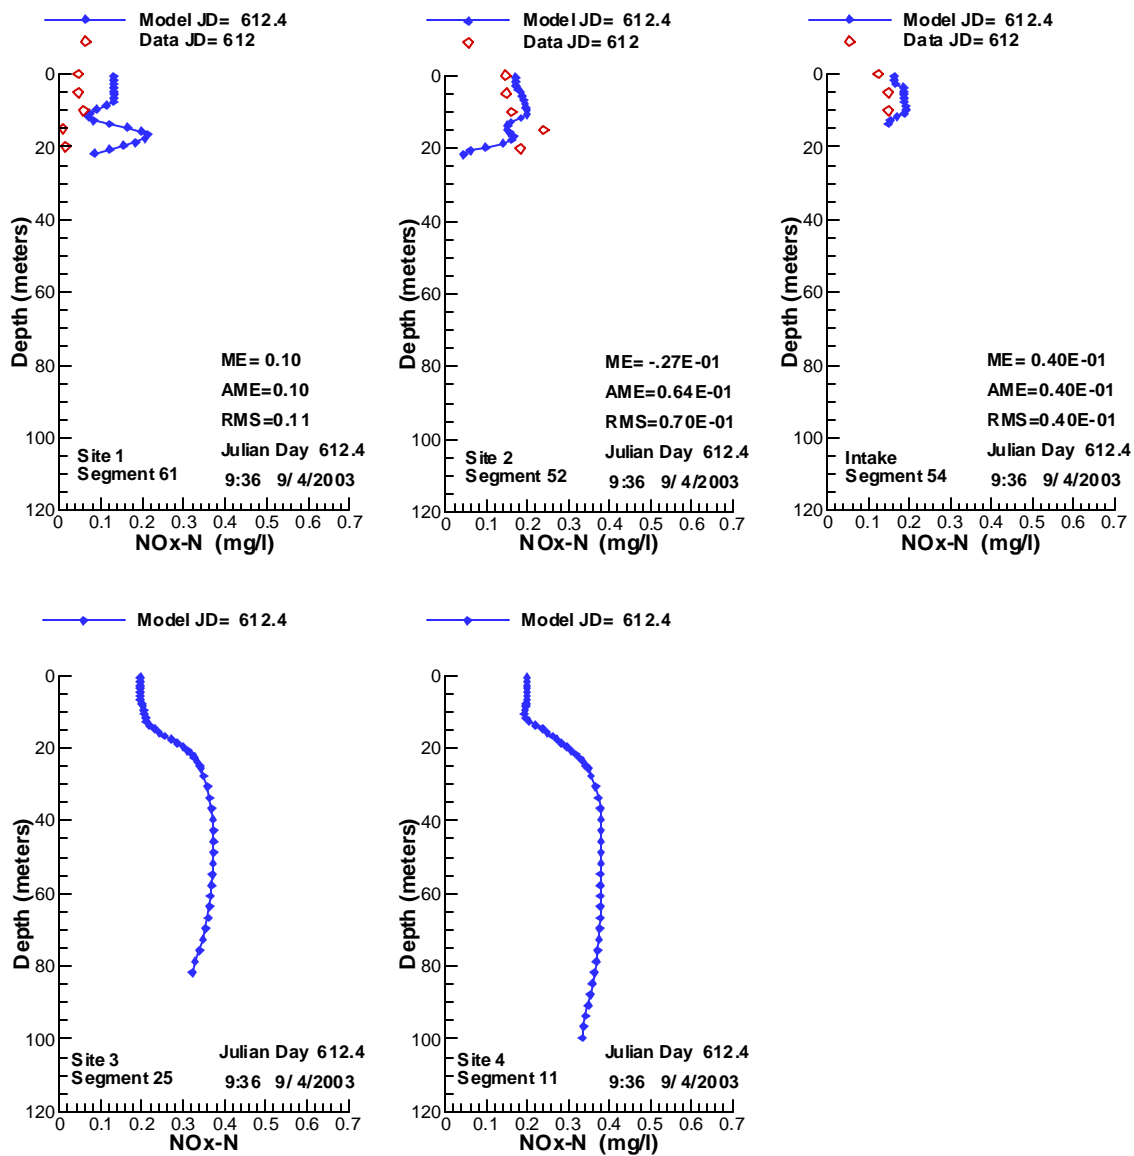 Model JD= 612.4
Data JD= 612
0
20
40
60
80
100
120
Depth (meters)
ME= 0.10
AME=0.10
RMS=0.11
Julian Day 612.4
9:36 9/4/2003
Site 1
Segment 61
0 0.1 0.2 0.3 0.4 0.5 0.6 0.7
NOx-N (mg/l)
Model JD= 612.4
Data JD= 612
0
20
40
60
80
100
120
Depth (meters)
ME= -.27E-01
AME=0.64E-01
RMS=0.70E-01
Julian Day 612.4
9:36 9/4/2003
Site 2
Segment 52
0 0.1 0.2 0.3 0.4 0.5 0.6 0.7
NOx-N (mg/l)
Model JD= 612.4
Data JD= 612
0
20
40
60
80
100
120
Depth (meters)
ME= 0.40E-01
AME=0.40E-01
RMS=0.40E-01
Julian Day 612.4
9:36 9/4/2003
Intake
Segment 54
0 0.1 0.2 0.3 0.4 0.5 0.6 0.7
NOx-N (mg/l)
Model JD= 612.4
0
20
40
60
80
100
120
Depth (meters)
Julian Day 612.4
9:36 9/4/2003
Site 3
Segment 25
0 0.1 0.2 0.3 0.4 0.5 0.6 0.7
NOx-N
Model JD= 612.4
0
20
40
60
80
100
120
Depth (meters)
Julian Day 612.4
9:36 9/4/2003
Site 4
Segment 11
0 0.1 0.2 0.3 0.4 0.5 0.6 0.7
NOx-N (mg/l)